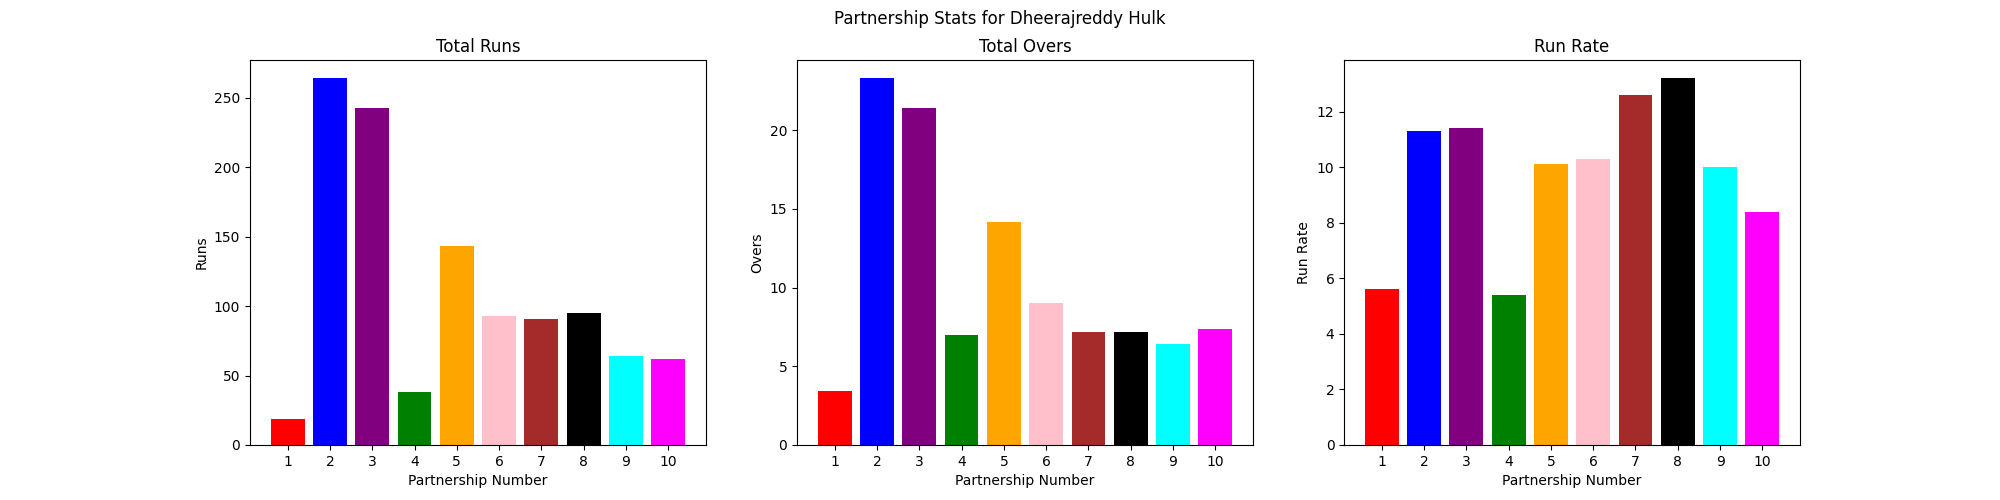 Partnership Stats for Dheerajreddy Hulk
Total Runs
Runs
250
200
150
100
50
0
1 2 3 4 5 6 7 8 9 10
Partnership Number
Total Overs
Overs
20
15
10
5
0
1 2 3 4 5 6 7 8 9 10
Partnership Number
Run Rate
Run Rate
12
10
8
6
4
2
0
1 2 3 4 5 6 7 8 9 10
Partnership Number